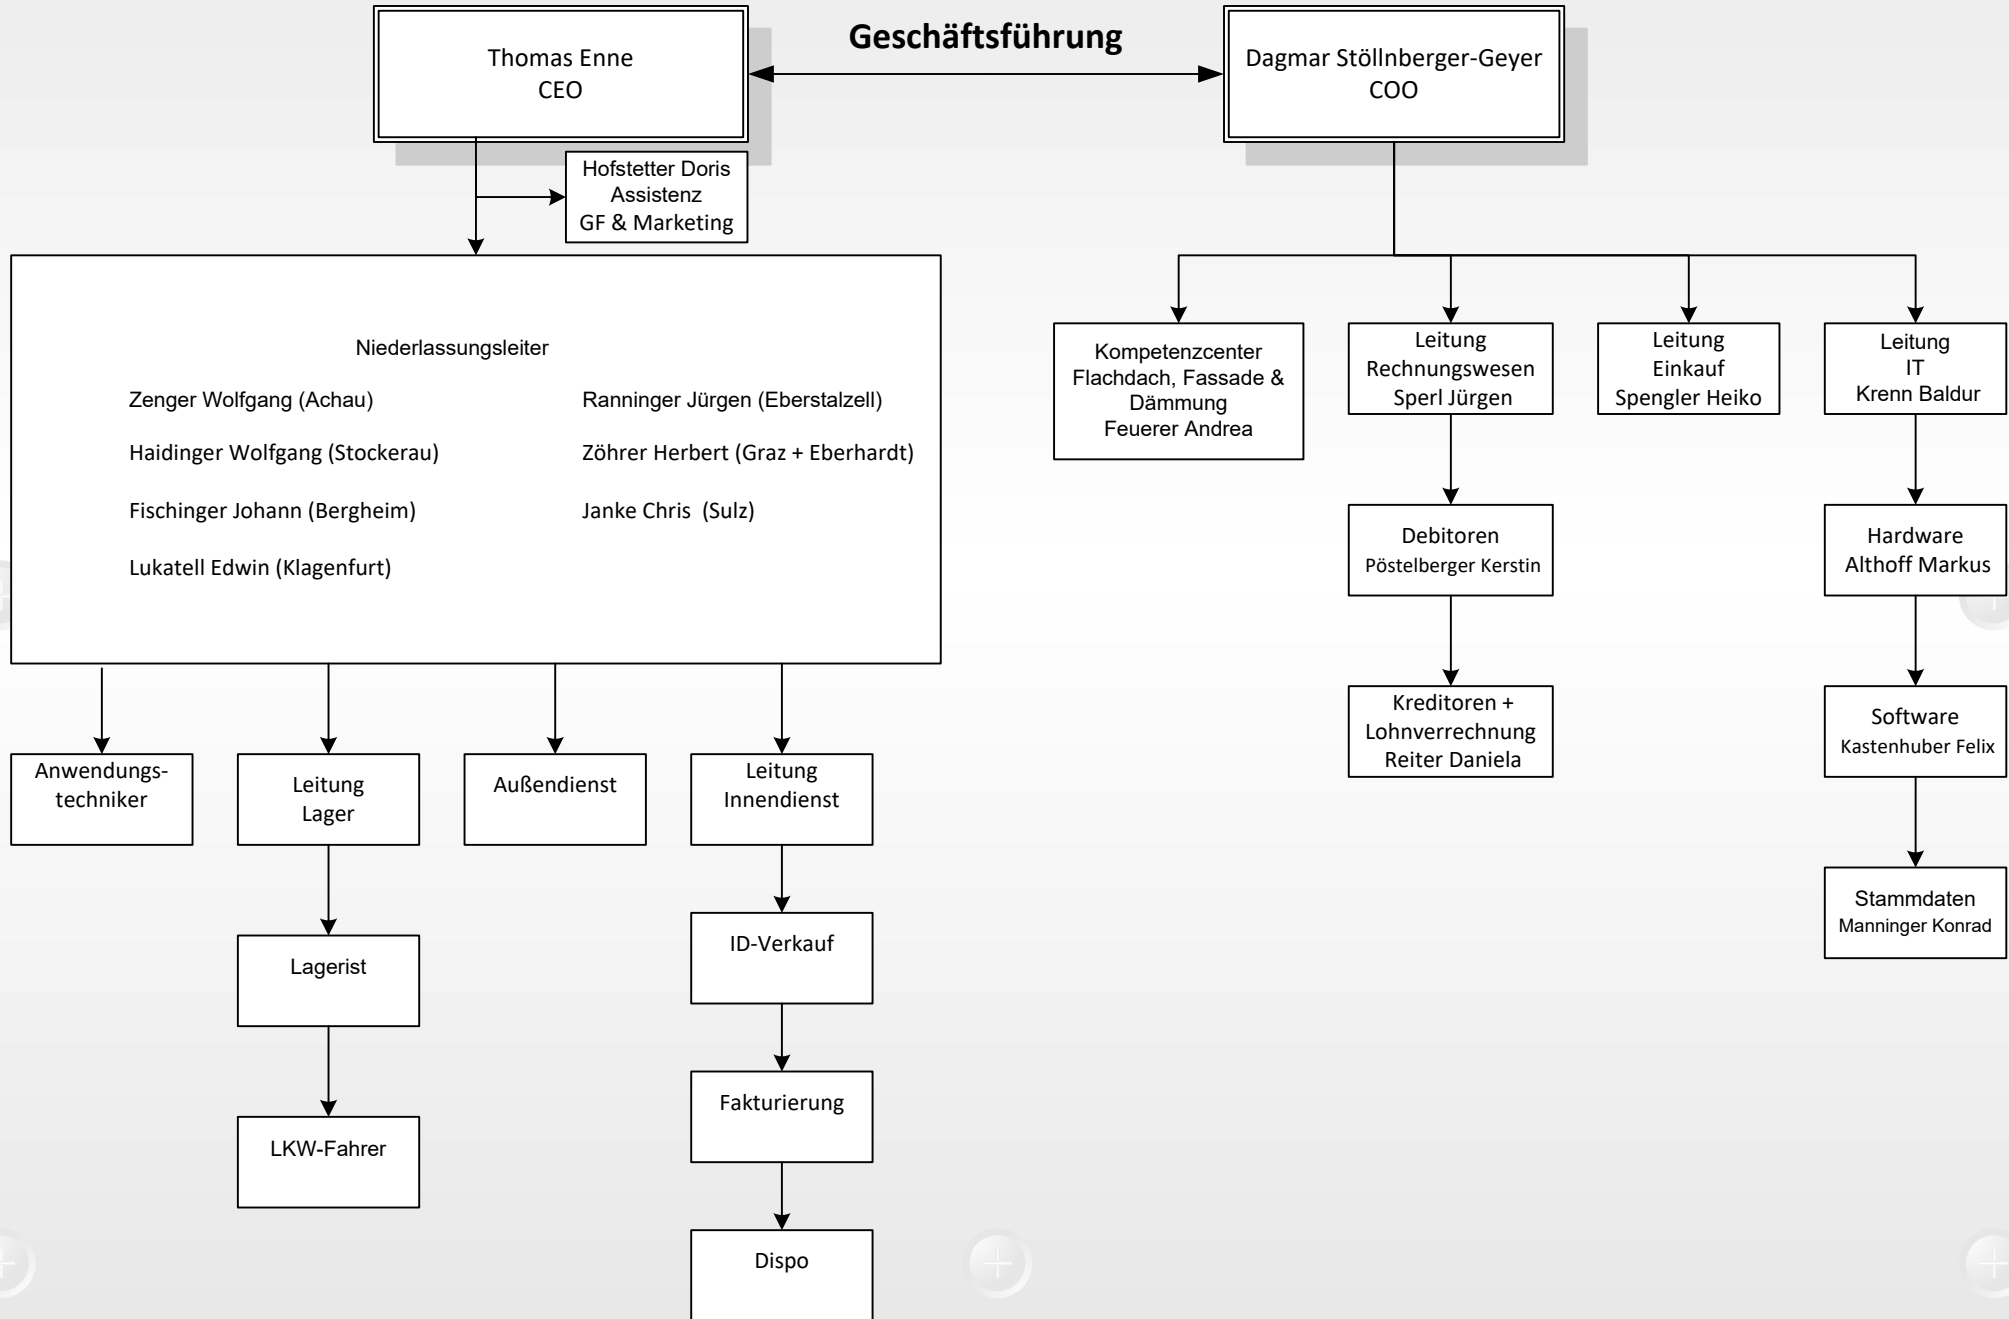 Geschäftsführung
Thomas Enne
CEO
Dagmar Stöllnberger-Geyer
COO
Hofstetter Doris
Assistenz
GF & Marketing
Niederlassungsleiter
Zenger Wolfgang (Achau)
Ranninger Jürgen (Eberstalzell)
Haidinger Wolfgang (Stockerau)
Zöhrer Herbert (Graz + Eberhardt)
Fischinger Johann (Bergheim)
Janke Chris  (Sulz)
Lukatell Edwin (Klagenfurt)
Kompetenzcenter
Flachdach, Fassade &
Dämmung
Feuerer Andrea
Leitung
Rechnungswesen
Sperl Jürgen
Leitung
Einkauf
Spengler Heiko
Leitung
IT
Krenn Baldur
Debitoren
Pöstelberger Kerstin
Hardware
Althoff Markus
Kreditoren +
Lohnverrechnung
Reiter Daniela
Software
Kastenhuber Felix
Stammdaten
Manninger Konrad
Anwendungs-
techniker
Leitung
Lager
Außendienst
Leitung
Innendienst
Lagerist
ID-Verkauf
LKW-Fahrer
Fakturierung
Dispo